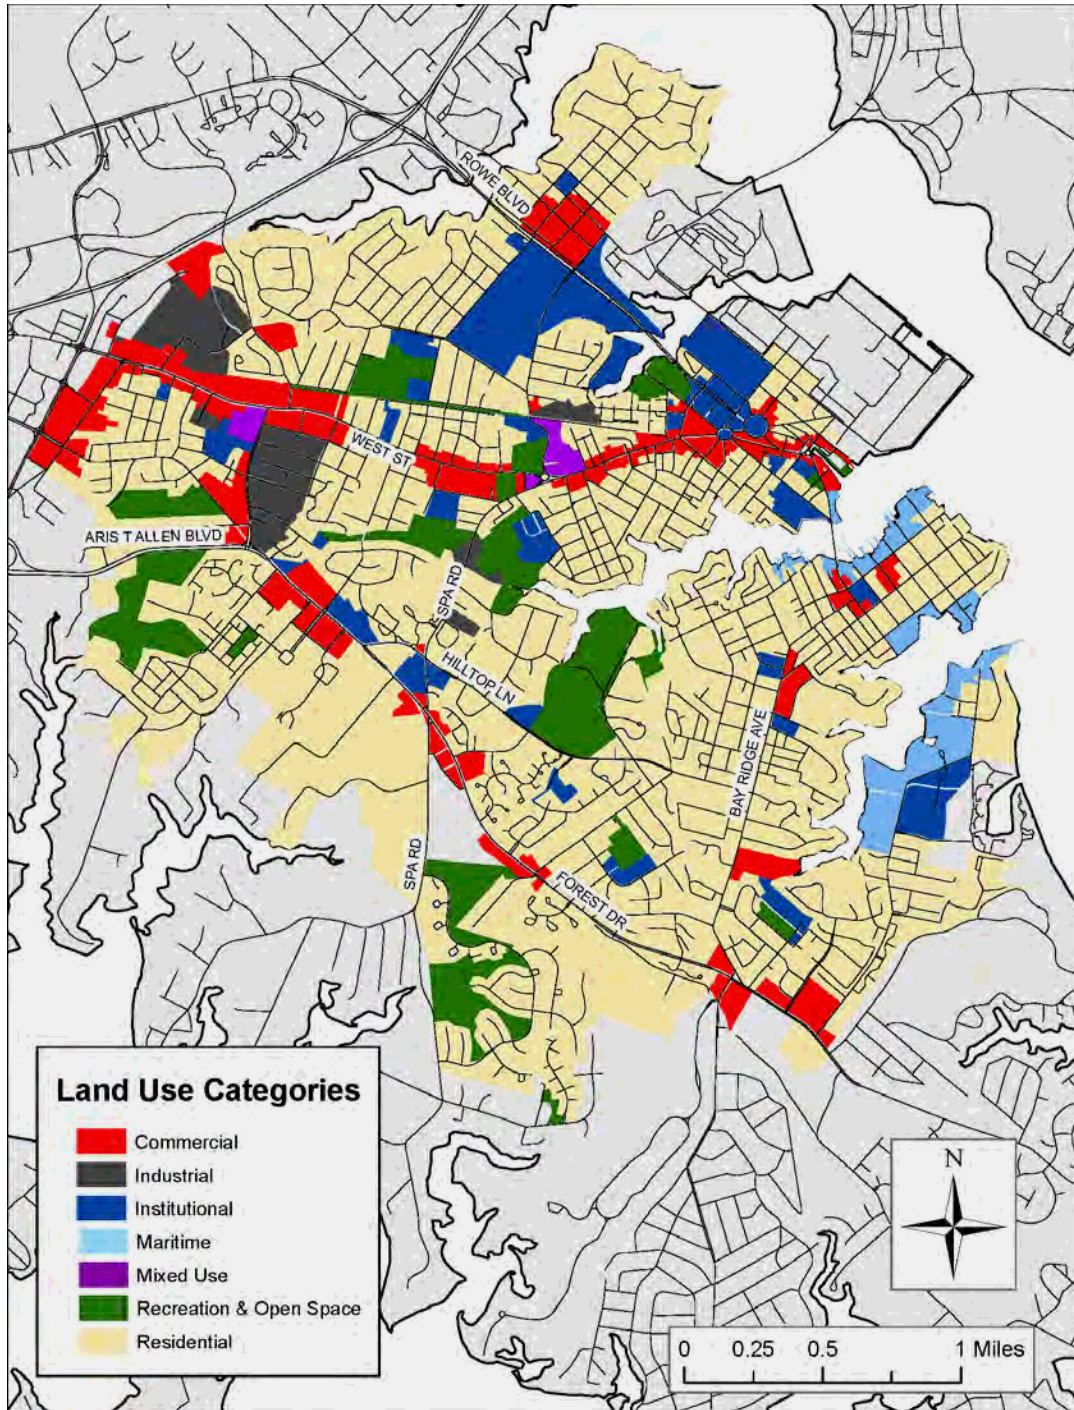 ROWE BLVD
WEST ST
ARIS T ALLEN BLVD
SPA RD
HILLTOP LN
BAY RIDGE AVE
SPA RD
FOREST DR
Land Use Categories
Commercial
Industrial
Institutional
Maritime
Mixed Use
Recreation & Open Space
Residential
N
0 0.25 0.5 1 Miles